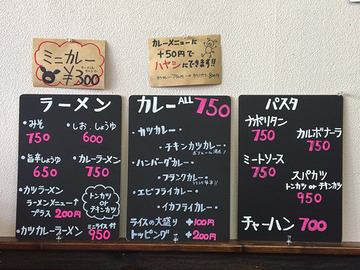 ミニカレー
¥300
カレーメニューに
+50円で
ハヤシにできます!!
ラーメン
・みそ
750
・しお、しょうゆ
600
・旨辛しょうゆ
650
・カレーラーメン
750
・カツラーメン
ラーメンメニュー↑
プラス 200円
トンカツ
or
チキンカツ
・カツカレーラーメン
ミニライス付
950
カレー ALL 750
・カツカレー・
・チキンカツカレー・
・ハンバーグカレー・
・フランクカレー・
・エビフライカレー・
・イカフライカレー・
ライスの大盛り +100円
トッピング +200円
パスタ
ナポリタン
750
カルボナーラ
750
ミートソース
750
スパカツ
トンカツ or チキンカツ
950
チャーハン 700